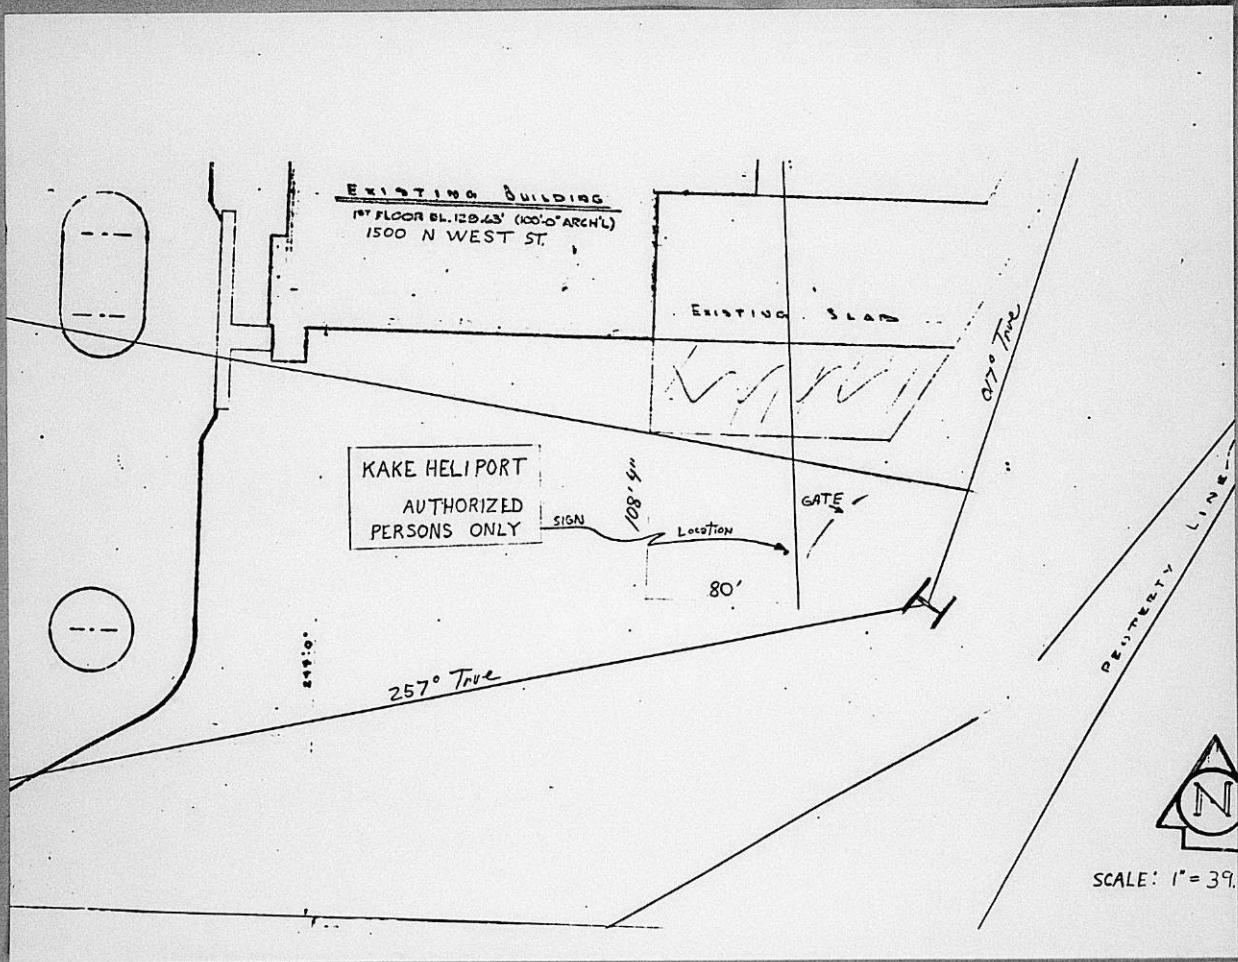 EXISTING BUILDING
1ST FLOOR EL. 129.63' (100'-0" ARCH'L)
1500 N WEST ST.
EXISTING SLAB
017° True
KAKE HELIPORT
AUTHORIZED
PERSONS ONLY
SIGN
108' 4"
LOCATION
GATE
80'
257° True
PROPERTY LINE
N
SCALE: 1" = 39.